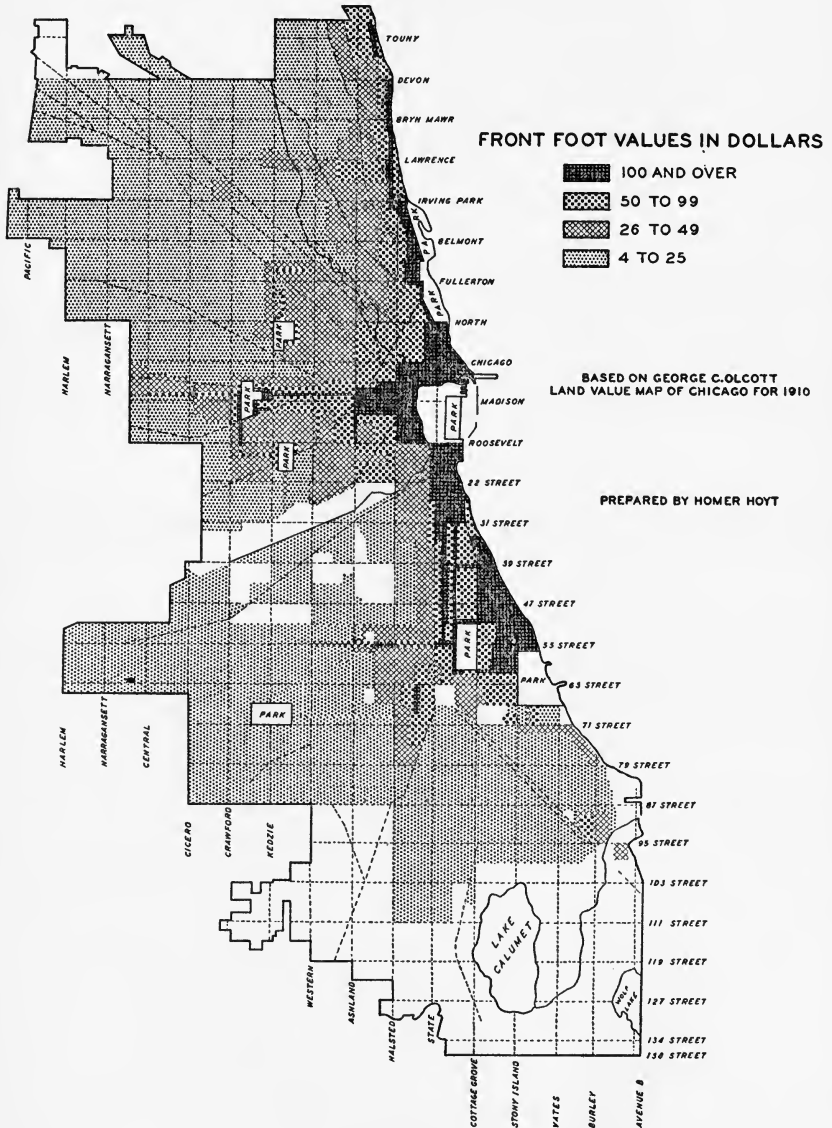 TOUHY
DEVON
BRYN MAWR
LAWRENCE
IRVING PARK
BELMONT
FULLERTON
NORTH
CHICAGO
MADISON
ROOSEVELT
22 STREET
31 STREET
39 STREET
47 STREET
55 STREET
63 STREET
71 STREET
79 STREET
87 STREET
95 STREET
103 STREET
111 STREET
119 STREET
127 STREET
134 STREET
138 STREET
FRONT FOOT VALUES IN DOLLARS
100 AND OVER
50 TO 99
26 TO 49
4 TO 25
BASED ON GEORGE C. OLCOTT
LAND VALUE MAP OF CHICAGO FOR 1910
PREPARED BY HOMER HOYT
PARK
PARK
PARK
PARK
PARK
PARK
PARK
PARK
PARK
PARK
PACIFIC
HARLEM
NARRAGANSETT
HARLEM
NARRAGANSETT
CENTRAL
CICERO
CRAWFORD
KEDZIE
WESTERN
ASHLAND
HALSTED
STATE
COTTAGE GROVE
STONY ISLAND
YATES
BURLEY
AVENUE B
LAKE
CALUMET
WOLF
LAKE